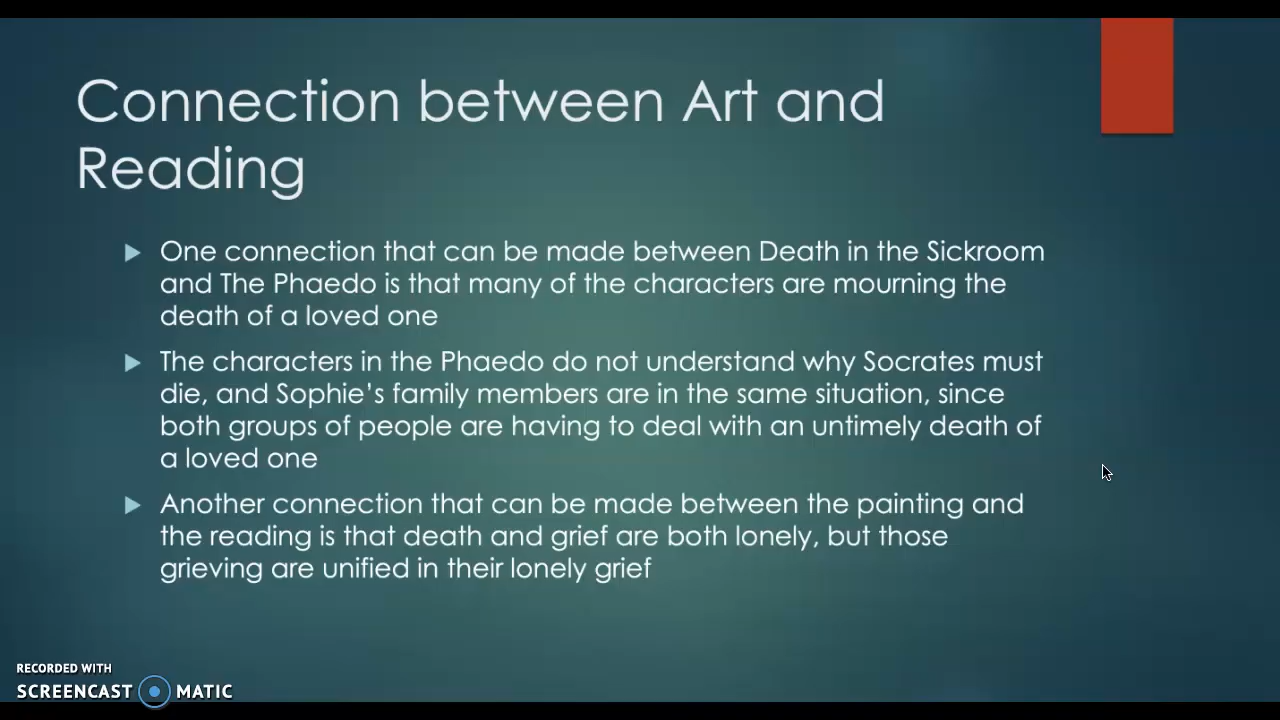 Connection between Art and
Reading
One connection that can be made between Death in the Sickroom
and The Phaedo is that many of the characters are mourning the
death of a loved one
The characters in the Phaedo do not understand why Socrates must
die, and Sophie’s family members are in the same situation, since
both groups of people are having to deal with an untimely death of
a loved one
Another connection that can be made between the painting and
the reading is that death and grief are both lonely, but those
grieving are unified in their lonely grief
RECORDED WITH
SCREENCAST MATIC